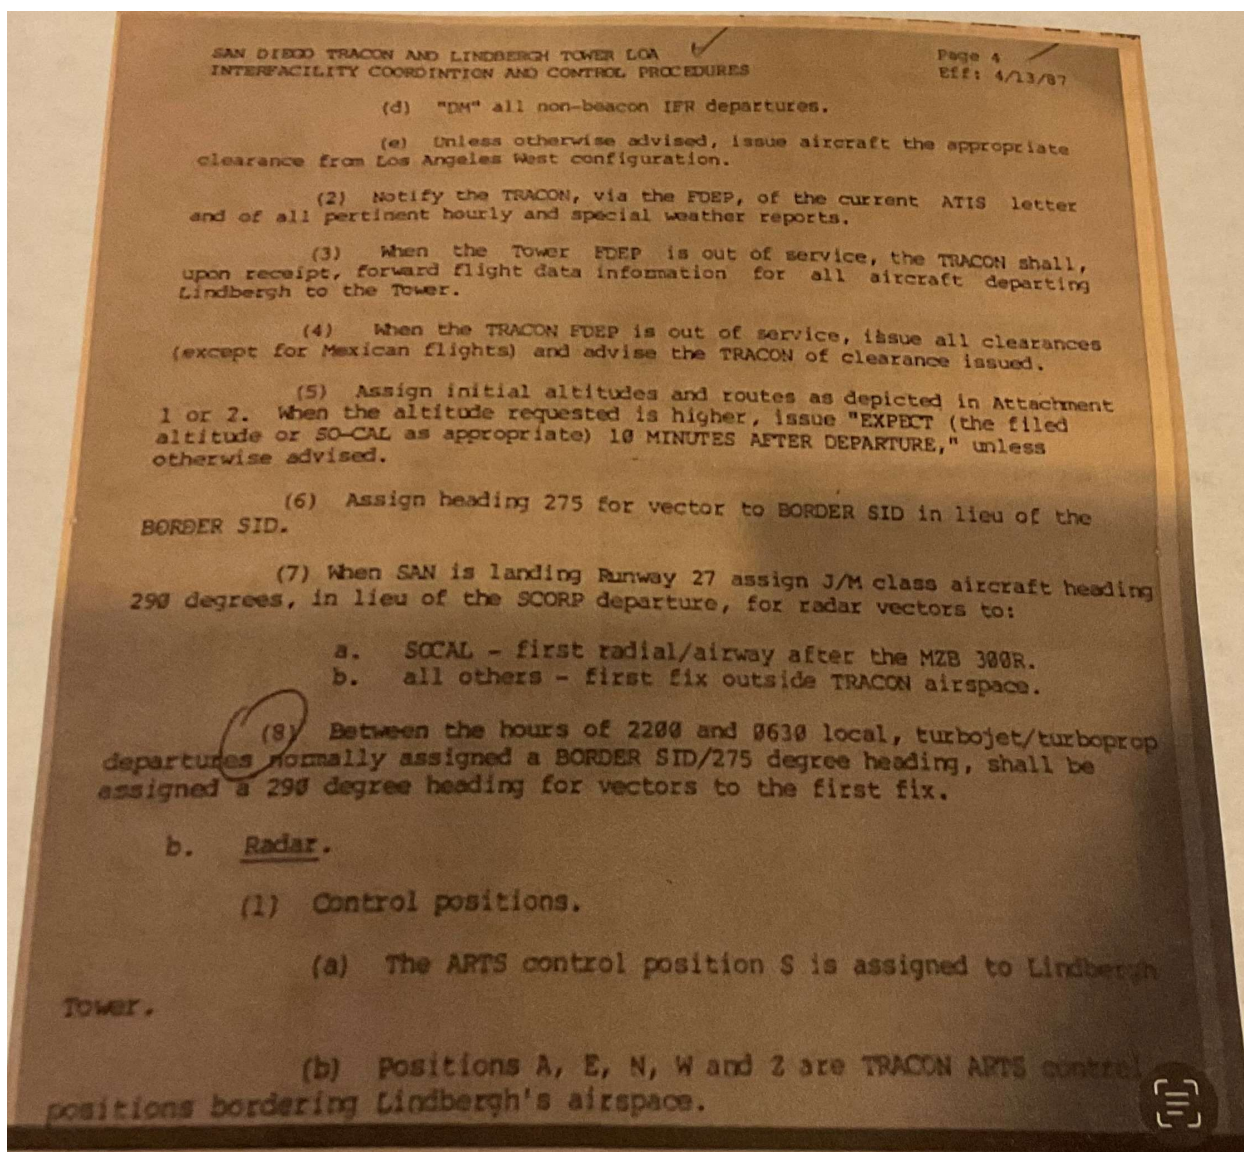 SAN DIEGO TRACON AND LINDBERGH TOWER LOA
Page 4
INTERFACILITY COORDINTION AND CONTROL PROCEDURES
Eff: 4/13/87
(d) "DM" all non-beacon IFR departures.
(e) Unless otherwise advised, issue aircraft the appropriate
clearance from Los Angeles West configuration.
(2) Notify the TRACON, via the FDEP, of the current ATIS letter
and of all pertinent hourly and special weather reports.
(3) When the Tower FDEP is out of service, the TRACON shall,
upon receipt, forward flight data information for all aircraft departing
Lindbergh to the Tower.
(4) When the TRACON FDEP is out of service, issue all clearances
(except for Mexican flights) and advise the TRACON of clearance issued.
(5) Assign initial altitudes and routes as depicted in Attachment
1 or 2. When the altitude requested is higher, issue "EXPECT (the filed
altitude or SO-CAL as appropriate) 10 MINUTES AFTER DEPARTURE," unless
otherwise advised.
(6) Assign heading 275 for vector to BORDER SID in lieu of the
BORDER SID.
(7) When SAN is landing Runway 27 assign J/M class aircraft heading
290 degrees, in lieu of the SCORP departure, for radar vectors to:
a. SOCAL - first radial/airway after the MZB 300R.
b. all others - first fix outside TRACON airspace.
(8) Between the hours of 2200 and 0630 local, turbojet/turboprop
departures normally assigned a BORDER SID/275 degree heading, shall be
assigned a 290 degree heading for vectors to the first fix.
b. Radar.
(1) Control positions.
(a) The ARTS control position S is assigned to Lindbergh
Tower.
(b) Positions A, E, N, W and Z are TRACON ARTS control
positions bordering Lindbergh's airspace.